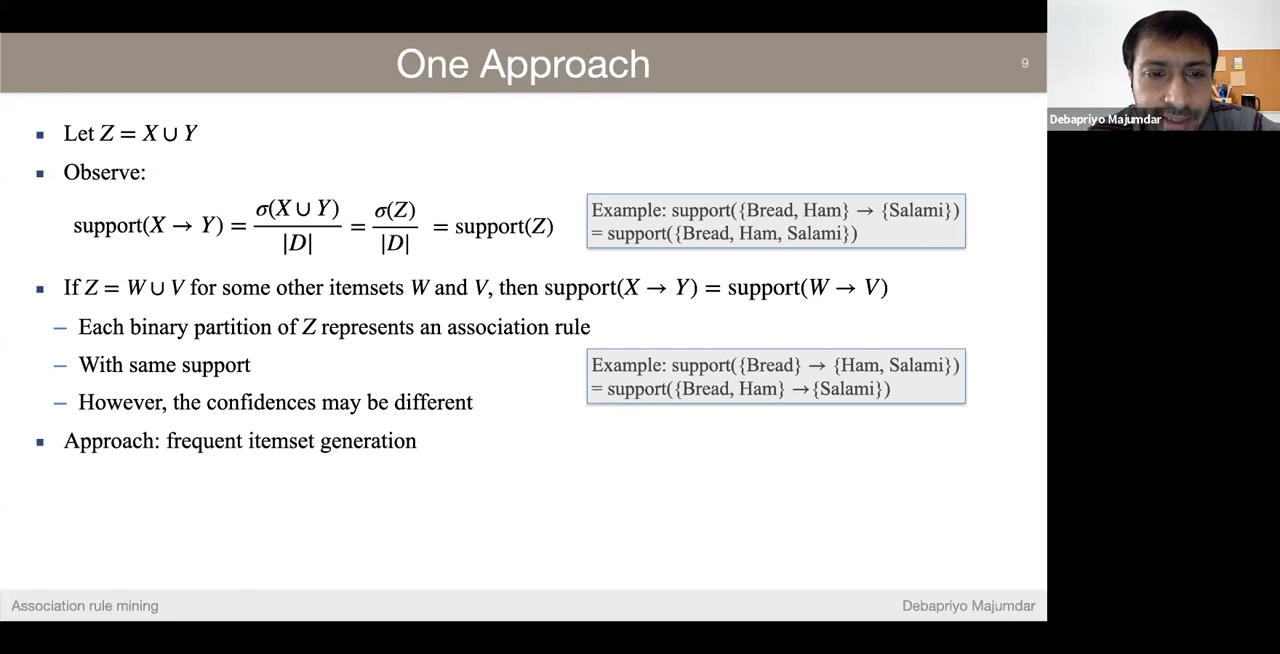 One Approach
9
Debapriyo Majumdar
▪ Let Z = X ∪ Y
▪ Observe:
support(X → Y) = σ(X ∪ Y) / |D| = σ(Z) / |D| = support(Z)
Example: support({Bread, Ham} → {Salami})
= support({Bread, Ham, Salami})
▪ If Z = W ∪ V for some other itemsets W and V, then support(X → Y) = support(W → V)
– Each binary partition of Z represents an association rule
– With same support
– However, the confidences may be different
Example: support({Bread} → {Ham, Salami})
= support({Bread, Ham} →{Salami})
▪ Approach: frequent itemset generation
Association rule mining
Debapriyo Majumdar